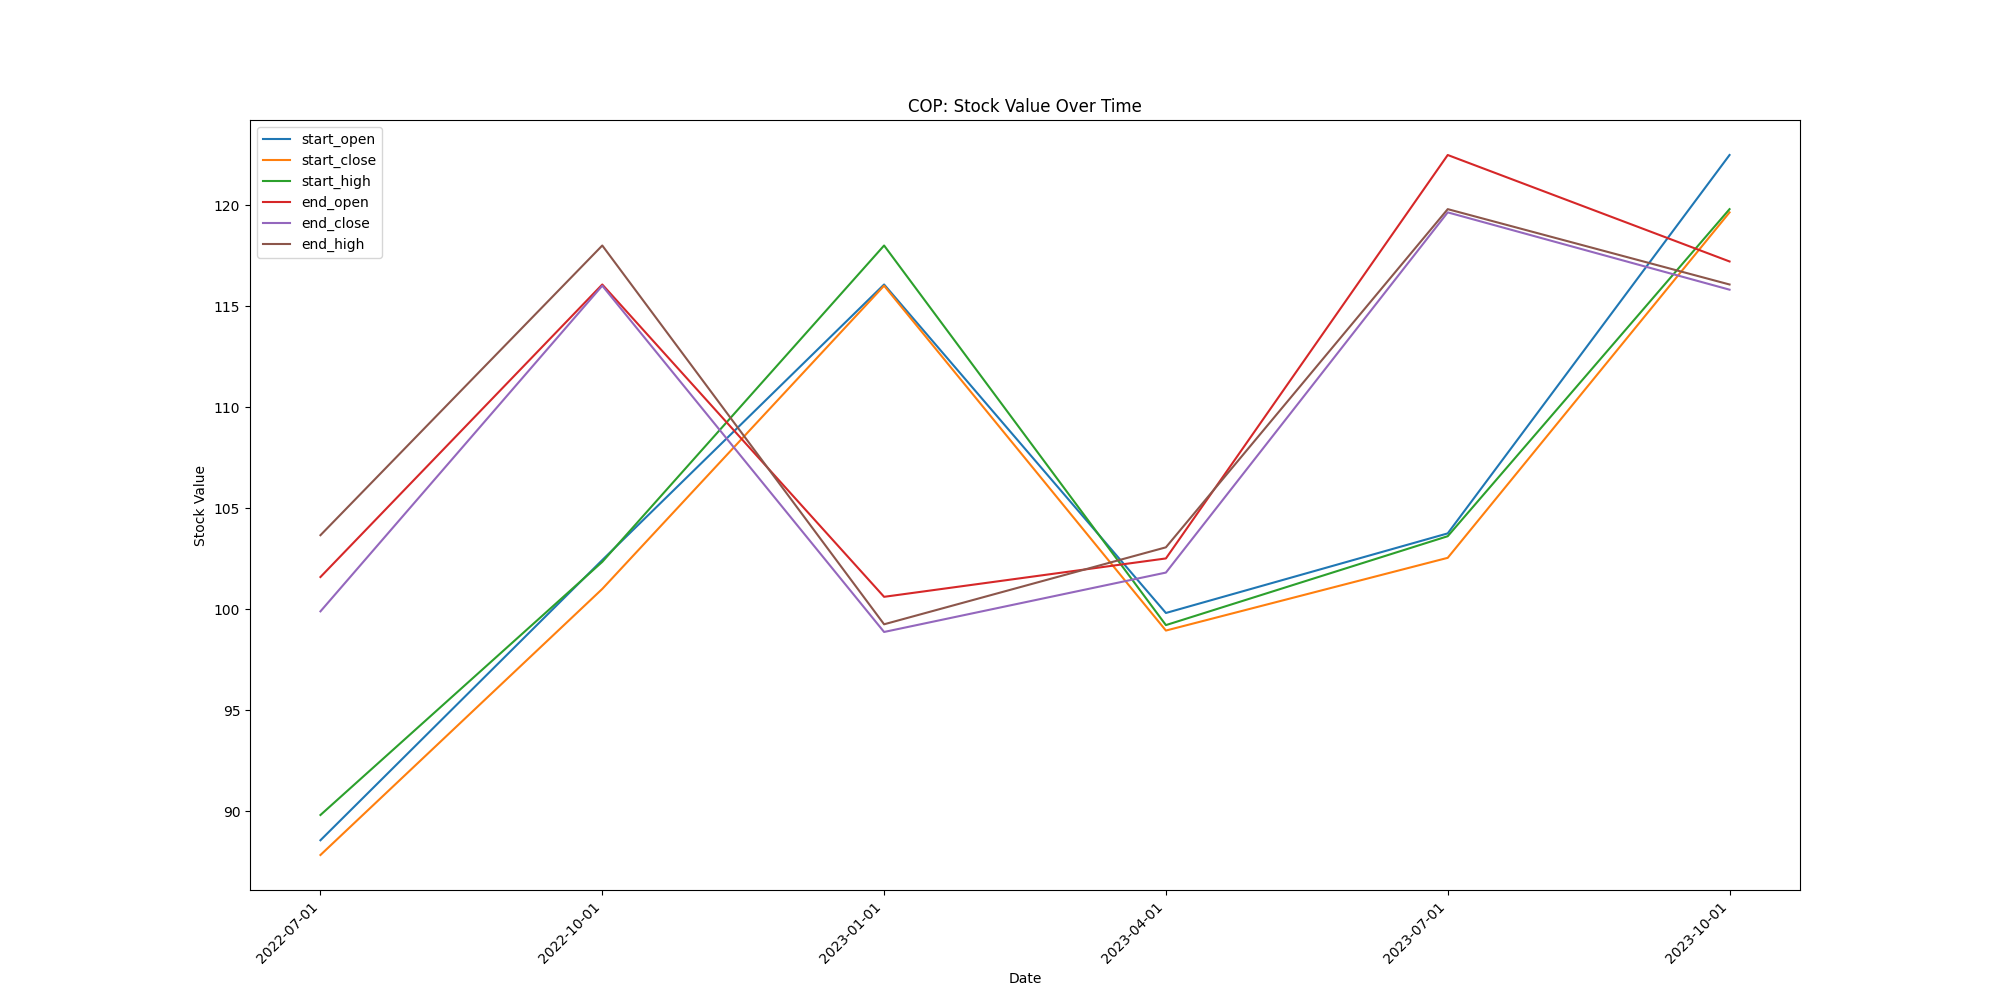 COP: Stock Value Over Time
start_open
start_close
start_high
end_open
end_close
end_high
Stock Value
120
115
110
105
100
95
90
2022-07-01
2022-10-01
2023-01-01
2023-04-01
2023-07-01
2023-10-01
Date